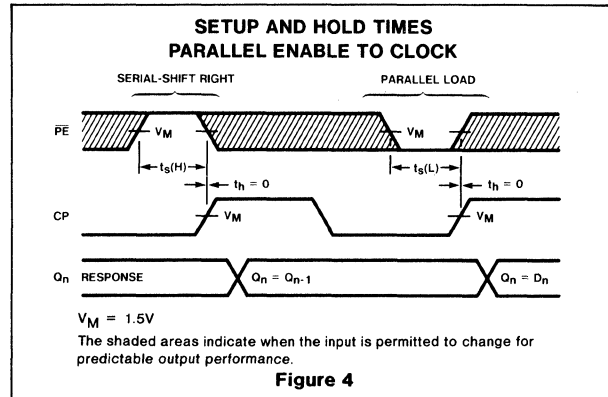 SETUP AND HOLD TIMES
PARALLEL ENABLE TO CLOCK
SERIAL-SHIFT RIGHT
PARALLEL LOAD
PE
VM
VM
ts(H)
ts(L)
th = 0
th = 0
CP
VM
VM
Qn RESPONSE
Qn = Qn-1
Qn = Dn
VM = 1.5V
The shaded areas indicate when the input is permitted to change for
predictable output performance.
Figure 4